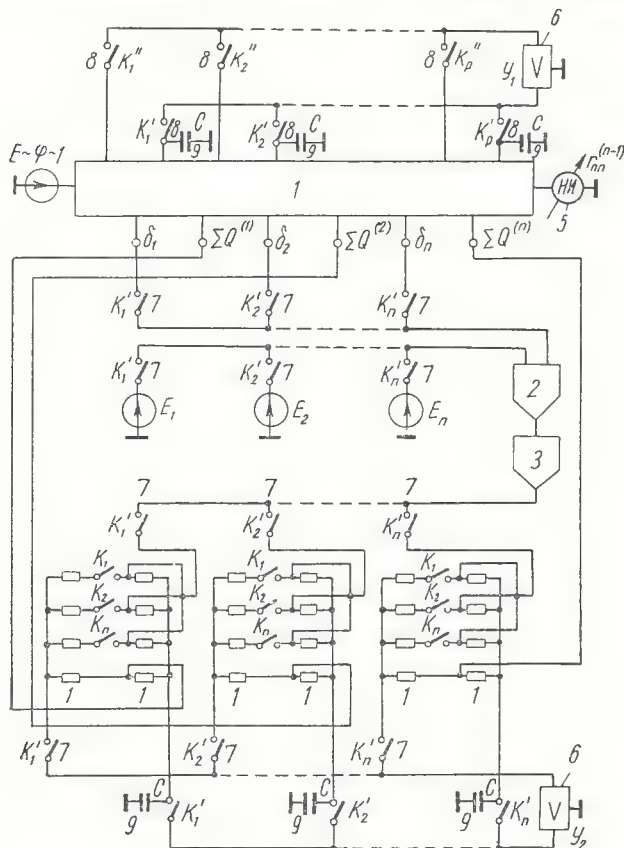 6
8 K₁'' 8 K₂'' 8 Kₚ'' V
У₁
K₁' 8 C K₂' 8 C Kₚ' 8 C
9 9 9
E~φ~1 1 НИ rₙₙ⁽ⁿ⁻¹⁾
5
δ₁ ΣQ⁽¹⁾ δ₂ ΣQ⁽²⁾ δₙ ΣQ⁽ⁿ⁾
K₁' 7 K₂' 7 Kₙ' 7
K₁' 7 K₂' 7 Kₙ' 7 2
E₁ E₂ Eₙ
3
7 7 7
K₁' K₂' Kₙ'
K₁ K₁ K₁
K₂ K₂ K₂
Kₙ Kₙ Kₙ
1 1 1 1 1 1
K₁' 7 K₂' 7 Kₙ' 7
6
C C C V
9 K₁' 9 K₂' 9 Kₙ' У₂